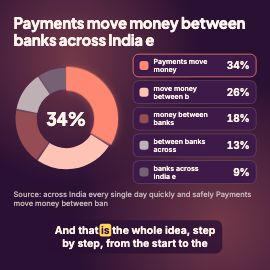 Payments move money between
banks across India e
34%
Payments move
money
34%
move money
between b
26%
money between
banks
18%
between banks
across
13%
banks across
India e
9%
Source: across India every single day quickly and safely Payments
move money between ban
And that is the whole idea, step
by step, from the start to the